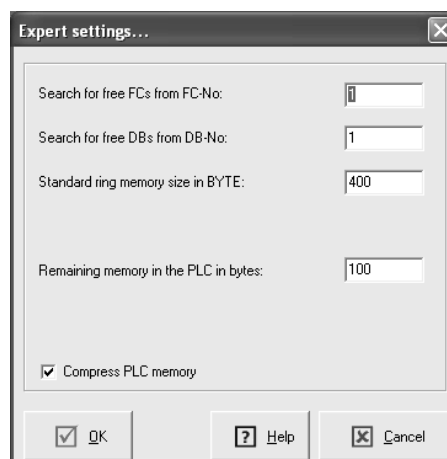 Expert settings...
Search for free FCs from FC-No: 1
Search for free DBs from DB-No: 1
Standard ring memory size in BYTE: 400
Remaining memory in the PLC in bytes: 100
Compress PLC memory
OK Help Cancel